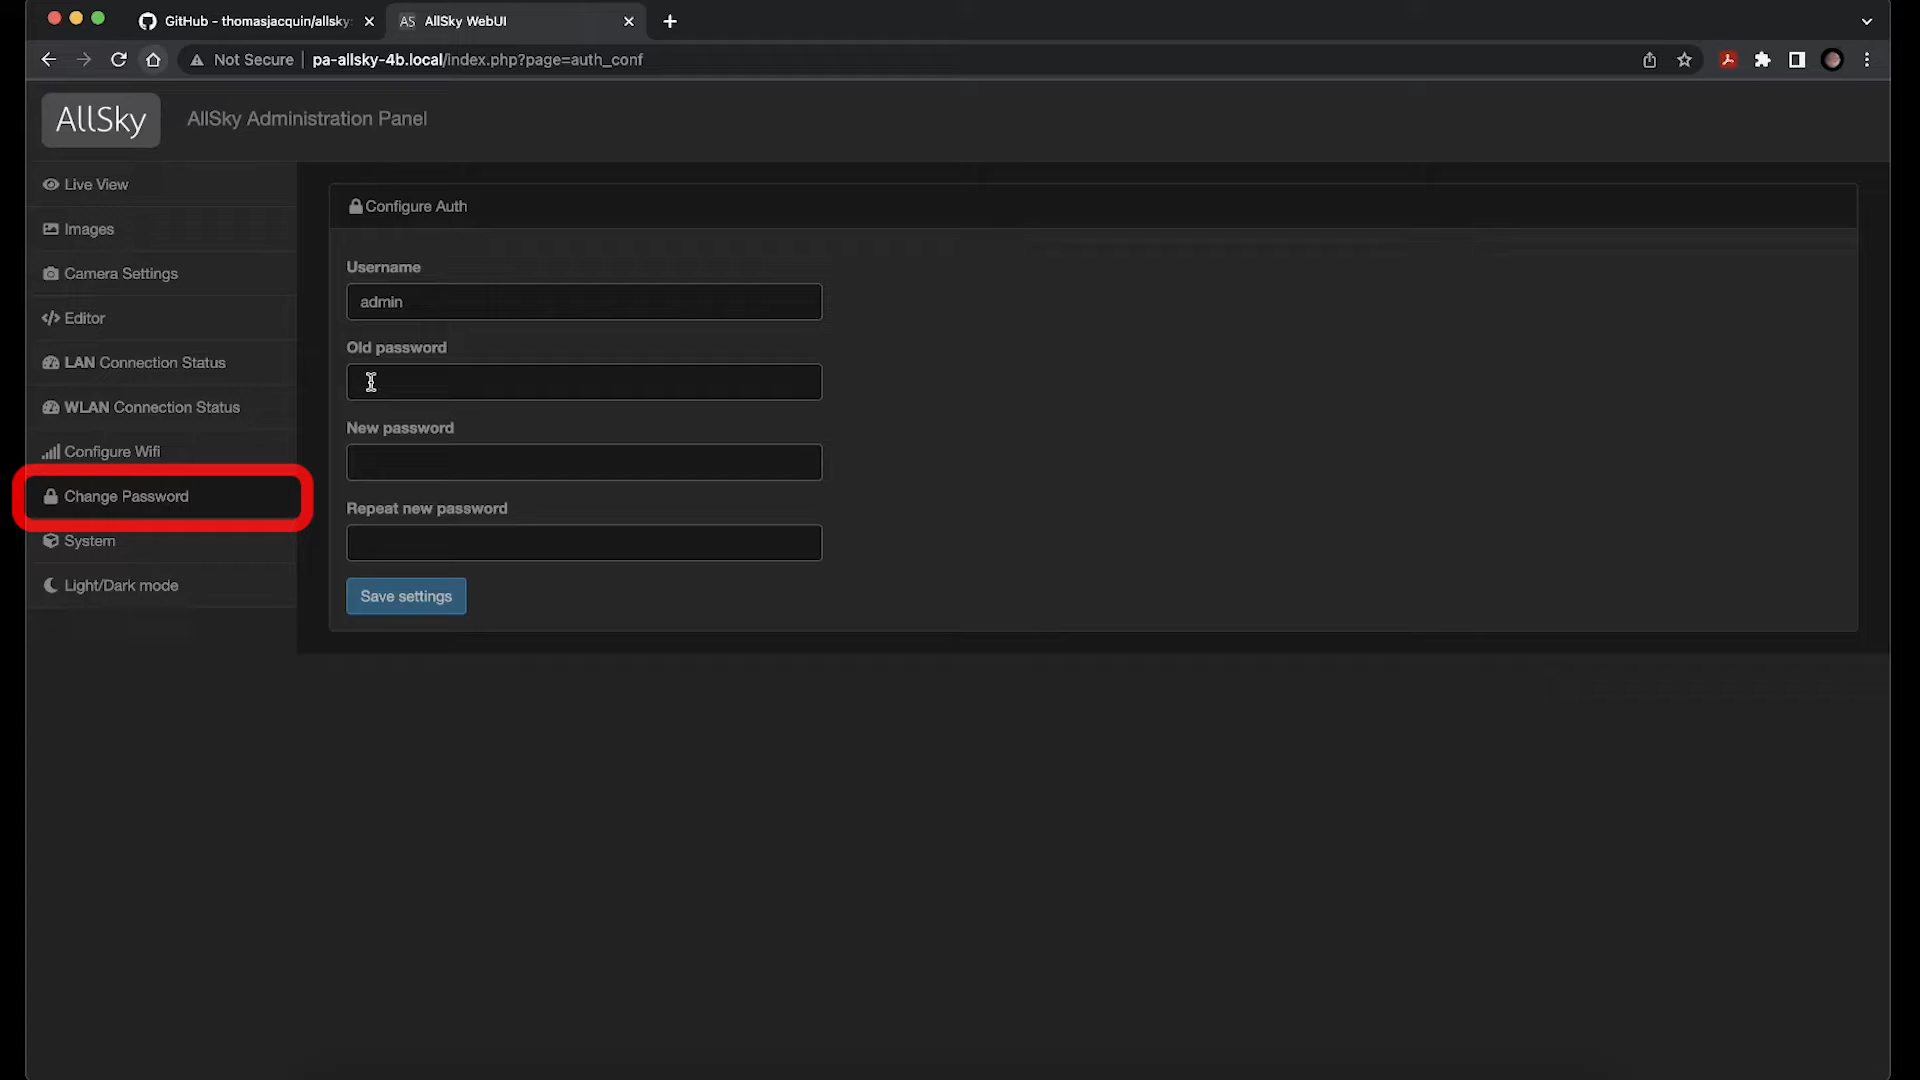 GitHub - thomasjacquin/allsky:
AS AllSky WebUI
Not Secure
pa-allsky-4b.local/index.php?page=auth_conf
AllSky
AllSky Administration Panel
Live View
Images
Camera Settings
Editor
LAN Connection Status
WLAN Connection Status
Configure Wifi
Change Password
System
Light/Dark mode
Configure Auth
Username
admin
Old password
New password
Repeat new password
Save settings